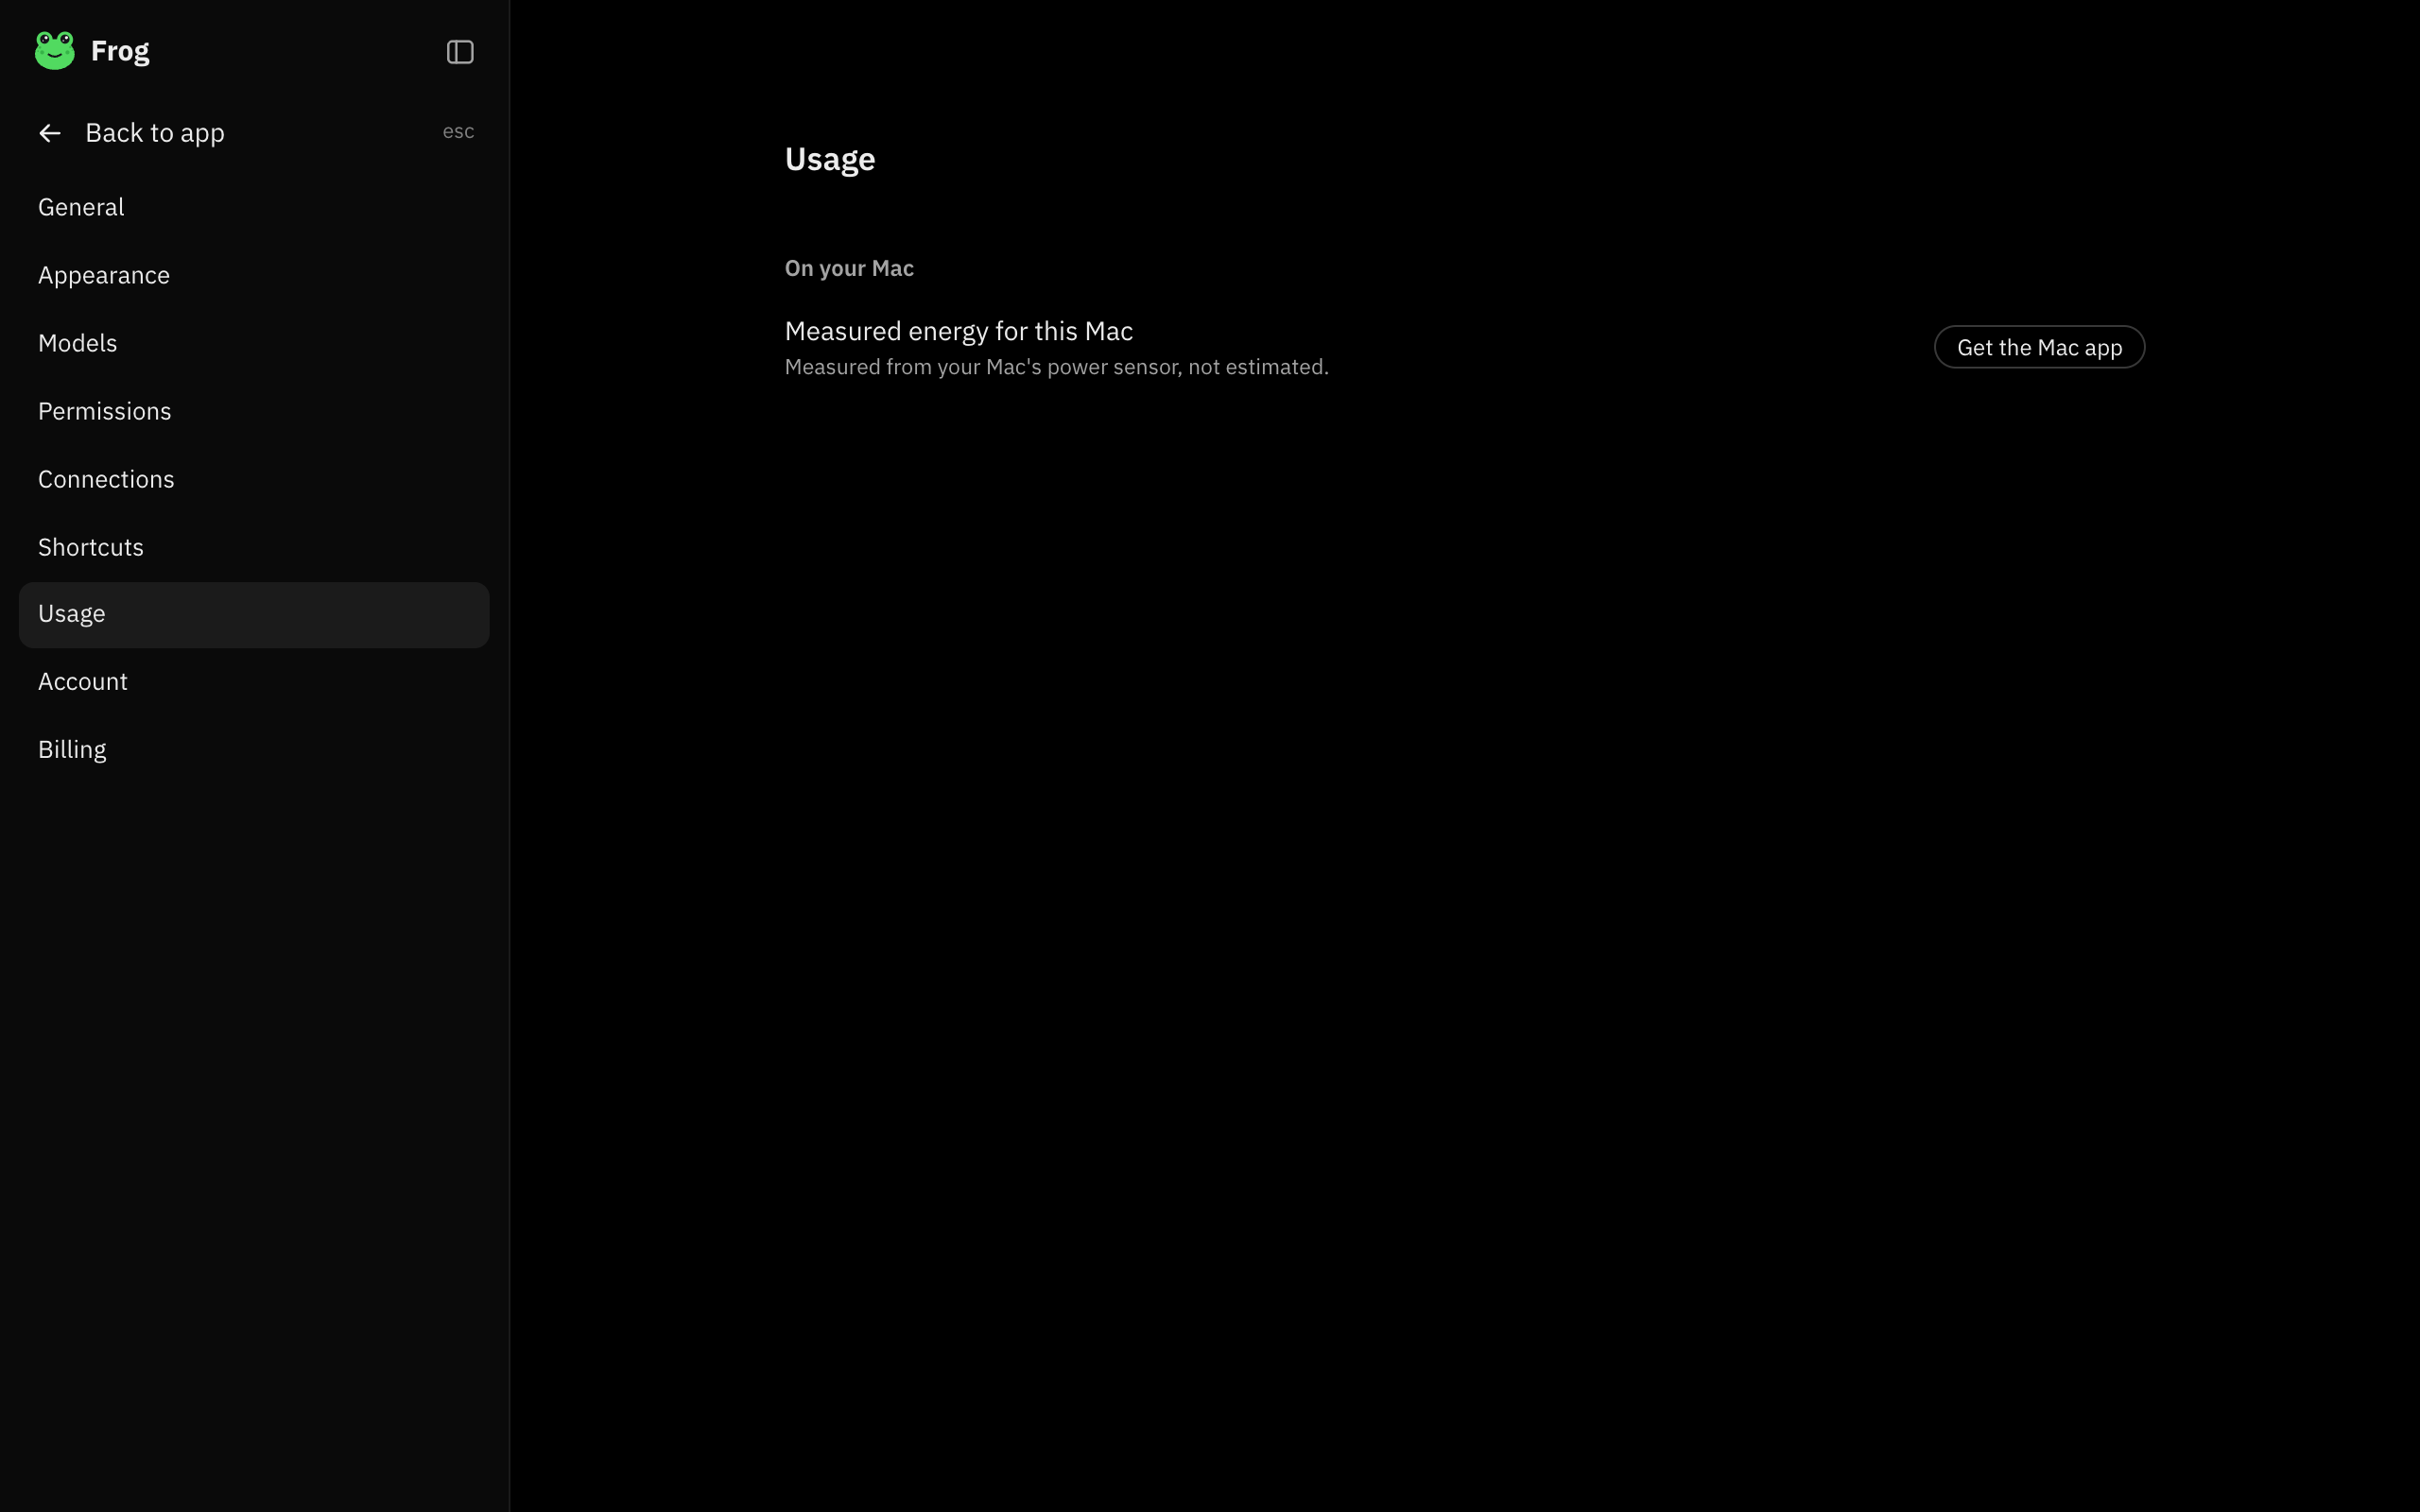 Frog
Back to app esc
General
Appearance
Models
Permissions
Connections
Shortcuts
Usage
Account
Billing
Usage
On your Mac
Measured energy for this Mac
Measured from your Mac's power sensor, not estimated.
Get the Mac app